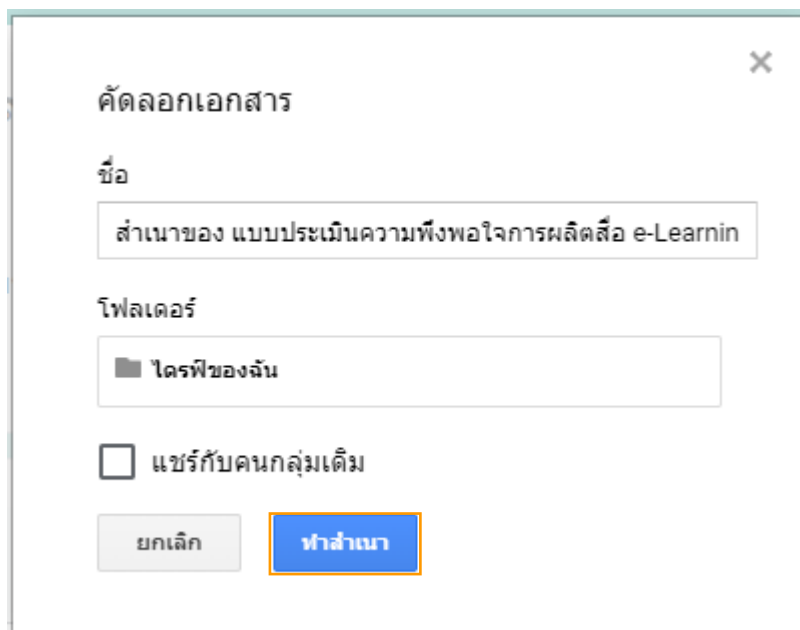 คัดลอกเอกสาร
ชื่อ
สำเนาของ แบบประเมินความพึงพอใจการผลิตสื่อ e-Learnin
โฟลเดอร์
ไดรฟ์ของฉัน
แชร์กับคนกลุ่มเดิม
ยกเลิก
ทำสำเนา